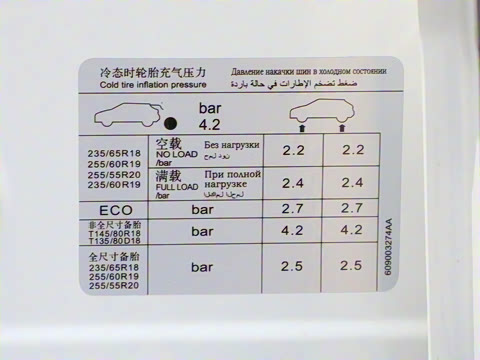 冷态时轮胎充气压力
Cold tire inflation pressure
Давление накачки шин в холодном состоянии
ضغط تضخم الإطارات في حالة باردة
bar
4.2
235/65R18
255/60R19
255/55R20
235/60R19
空载
NO LOAD
/bar
Без нагрузки
2.2 2.2
满载
FULL LOAD
/bar
При полной
нагрузке
2.4 2.4
ECO bar 2.7 2.7
非全尺寸备胎
T145/80R18
T135/80D18
bar 4.2 4.2
全尺寸备胎
235/65R18
255/60R19
255/55R20
bar 2.5 2.5
609003274AA